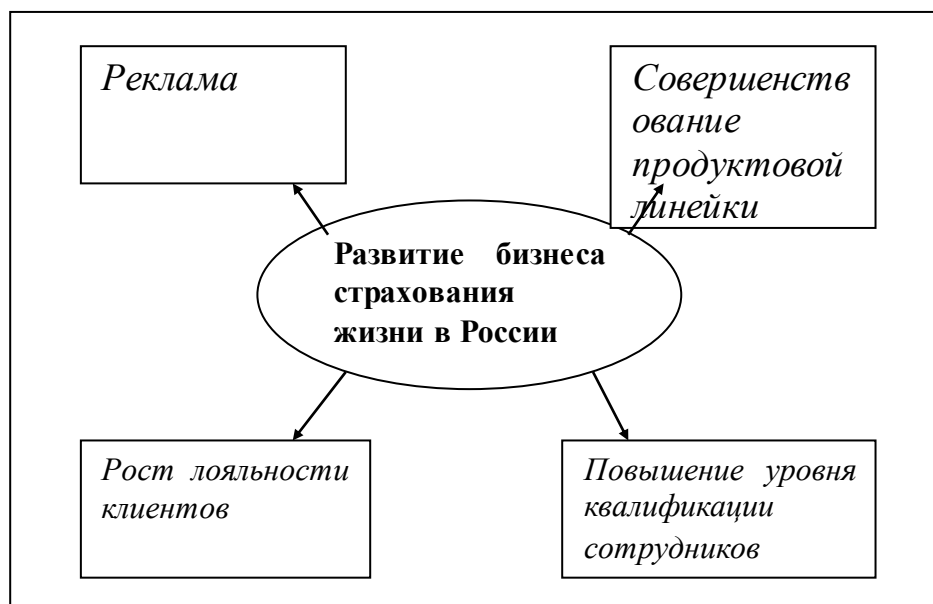 Реклама
Совершенств
ование
продуктовой
линейки
Развитие бизнеса
страхования
жизни в России
Рост лояльности
клиентов
Повышение уровня
квалификации
сотрудников